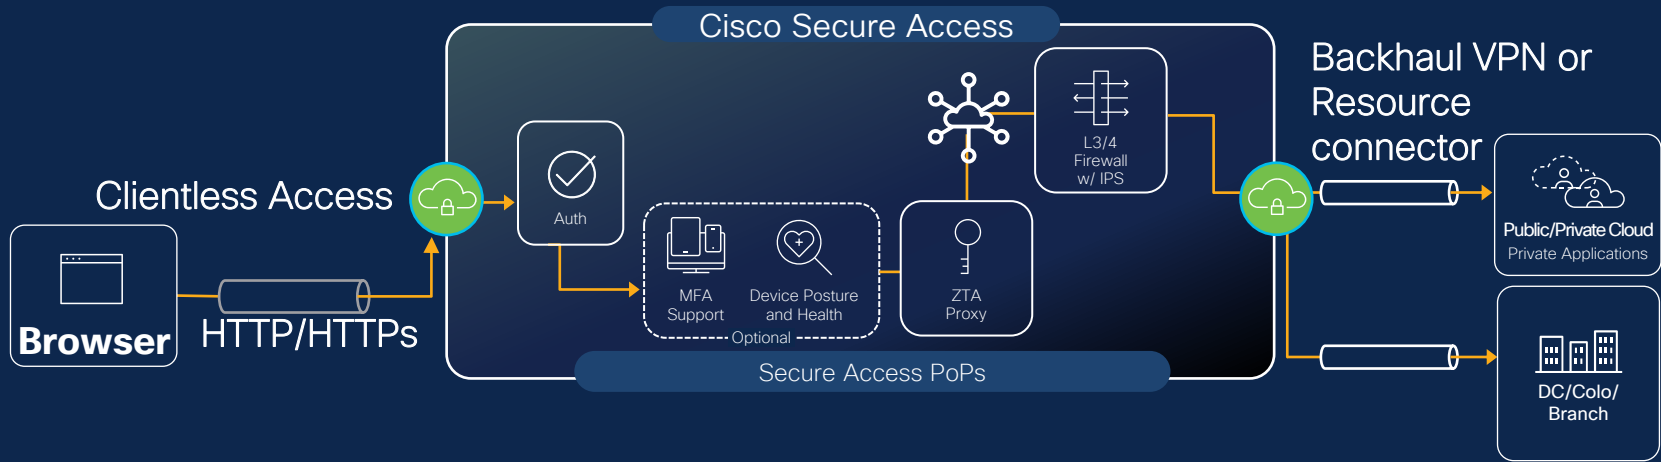 Cisco Secure Access
Backhaul VPN or
Resource
connector
Clientless Access
Browser
HTTP/HTTPs
Auth
MFA
Support
Device Posture
and Health
Optional
ZTA
Proxy
L3/4
Firewall
w/ IPS
Secure Access PoPs
Public/Private Cloud
Private Applications
DC/Colo/
Branch